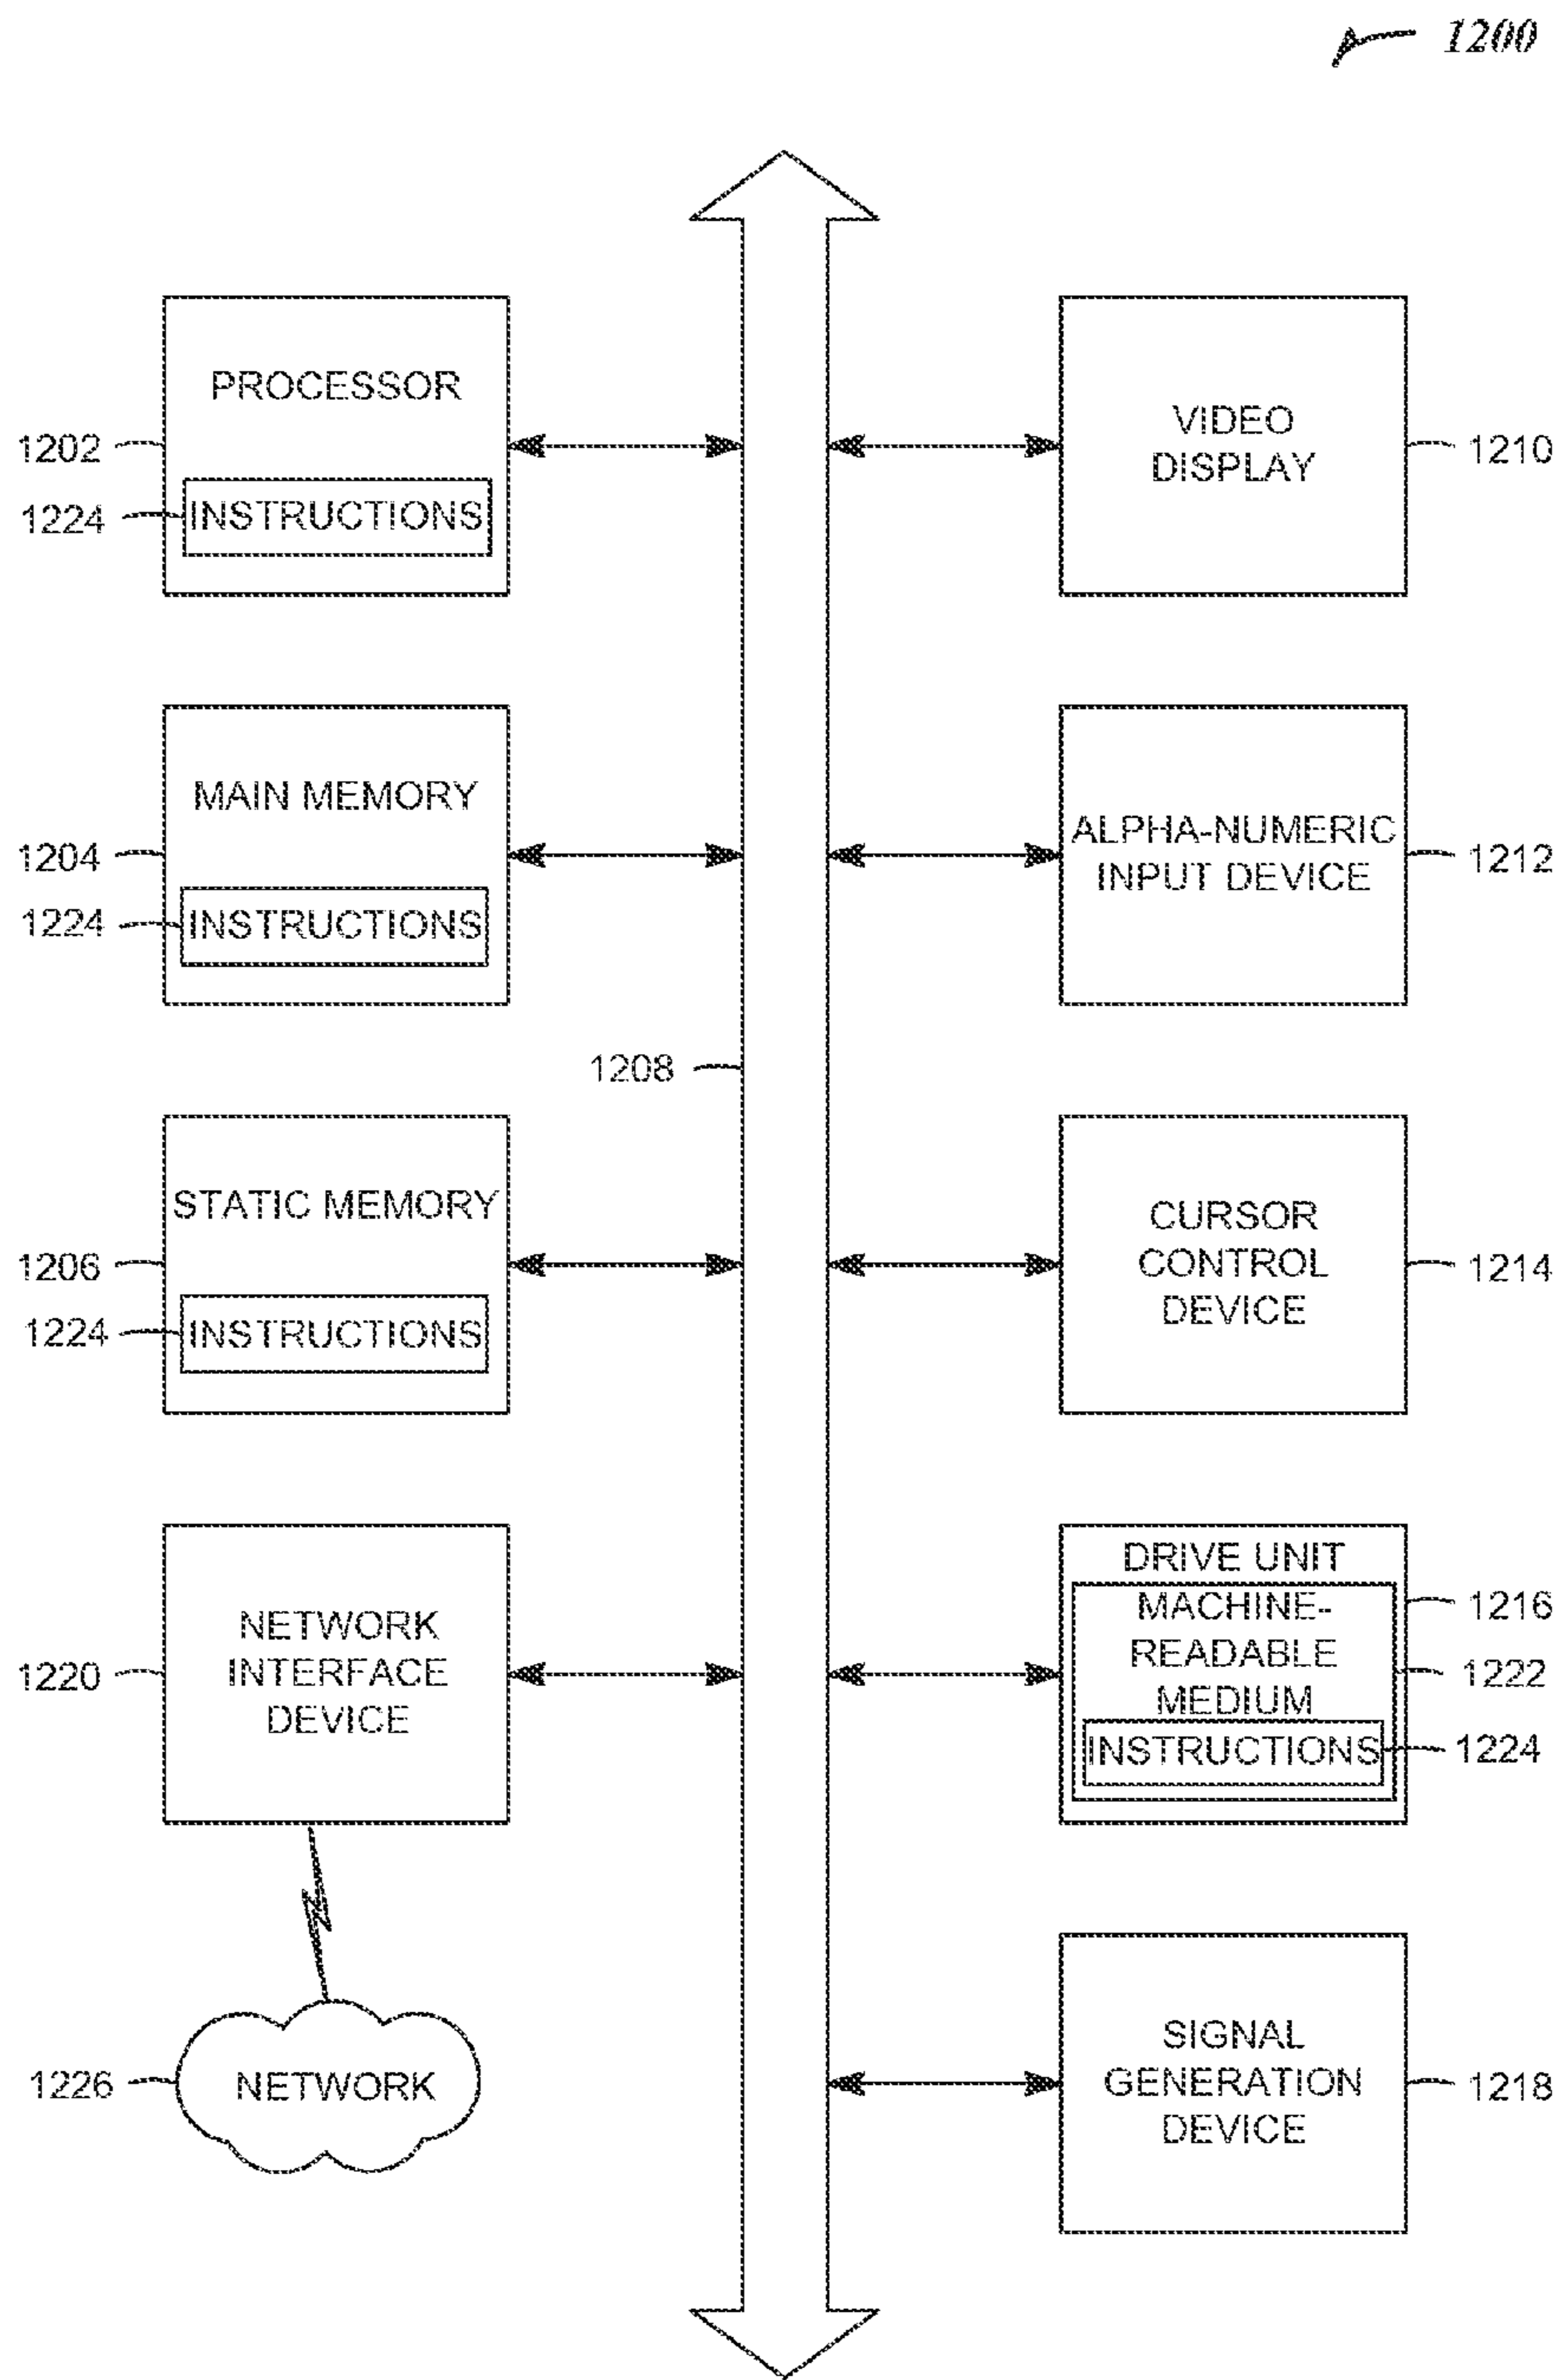 1200
PROCESSOR
1202
1224
INSTRUCTIONS
VIDEO
DISPLAY
1210
MAIN MEMORY
1204
1224
INSTRUCTIONS
ALPHA-NUMERIC
INPUT DEVICE
1212
1208
STATIC MEMORY
1206
1224
INSTRUCTIONS
CURSOR
CONTROL
DEVICE
1214
NETWORK
INTERFACE
DEVICE
1220
DRIVE UNIT
1216
MACHINE-
READABLE
MEDIUM
1222
INSTRUCTIONS
1224
1226
NETWORK
SIGNAL
GENERATION
DEVICE
1218